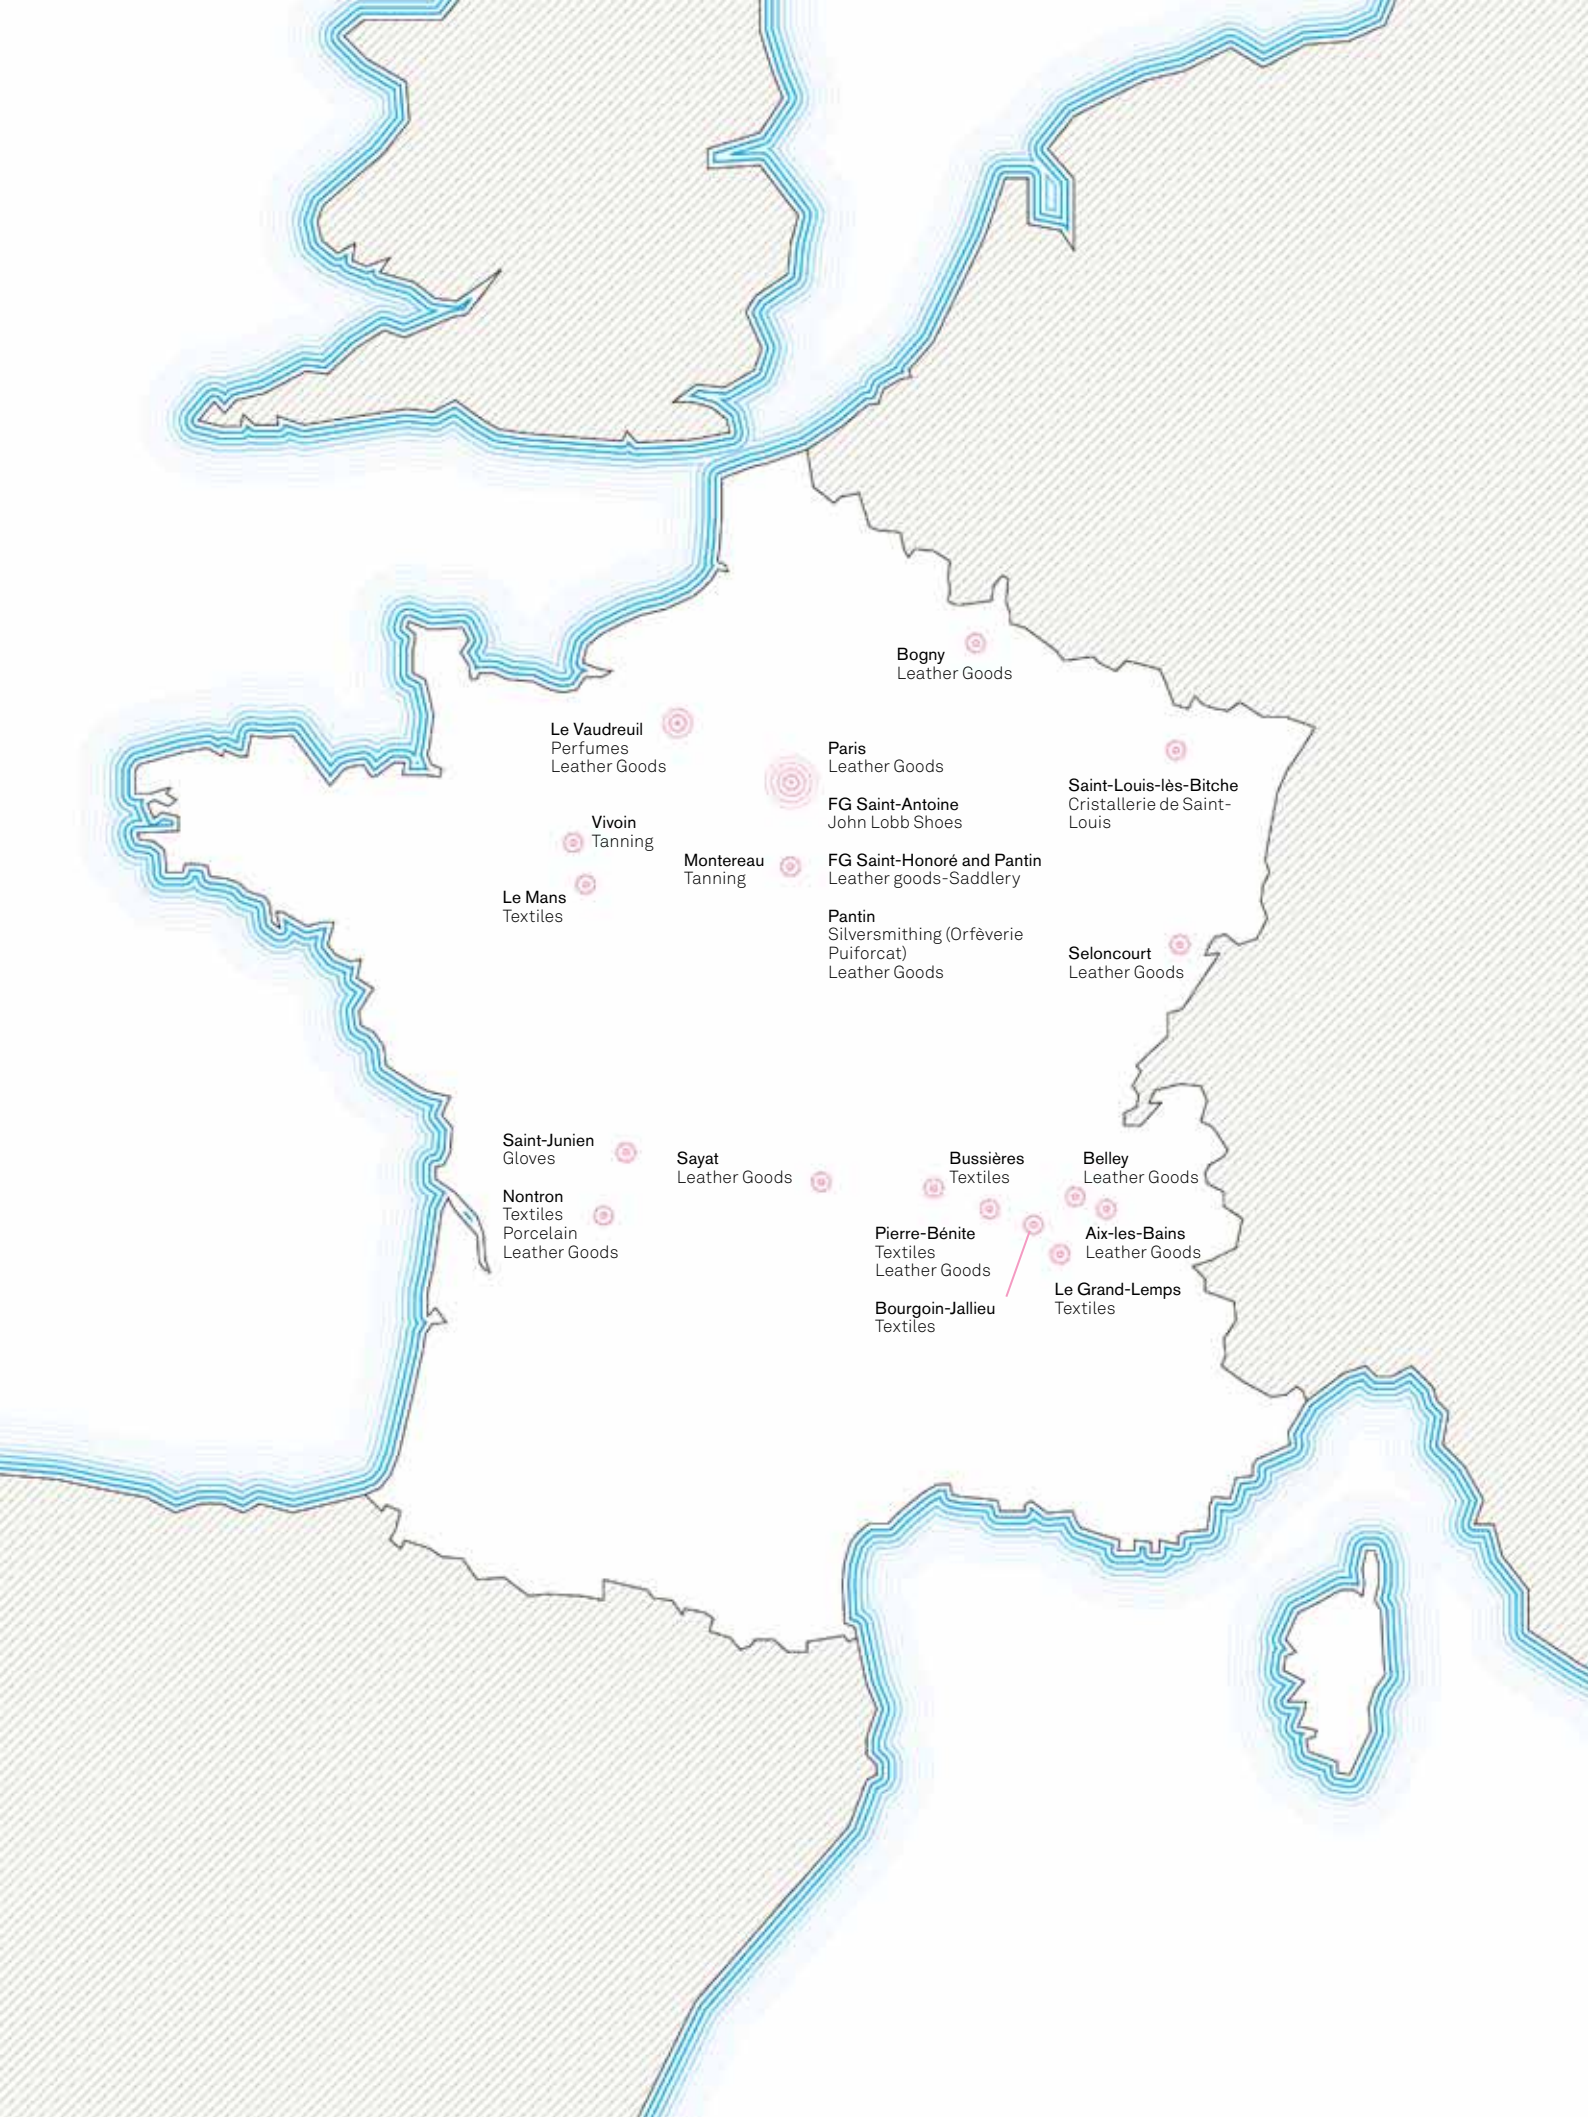 Bogny
Leather Goods
Le Vaudreuil
Perfumes
Leather Goods
Paris
Leather Goods
FG Saint-Antoine
John Lobb Shoes
FG Saint-Honoré and Pantin
Leather goods-Saddlery
Pantin
Silversmithing (Orfèverie
Puiforcat)
Leather Goods
Saint-Louis-lès-Bitche
Cristallerie de Saint-
Louis
Vivoin
Tanning
Montereau
Tanning
Le Mans
Textiles
Seloncourt
Leather Goods
Saint-Junien
Gloves
Nontron
Textiles
Porcelain
Leather Goods
Sayat
Leather Goods
Bussières
Textiles
Belley
Leather Goods
Pierre-Bénite
Textiles
Leather Goods
Aix-les-Bains
Leather Goods
Bourgoin-Jallieu
Textiles
Le Grand-Lemps
Textiles